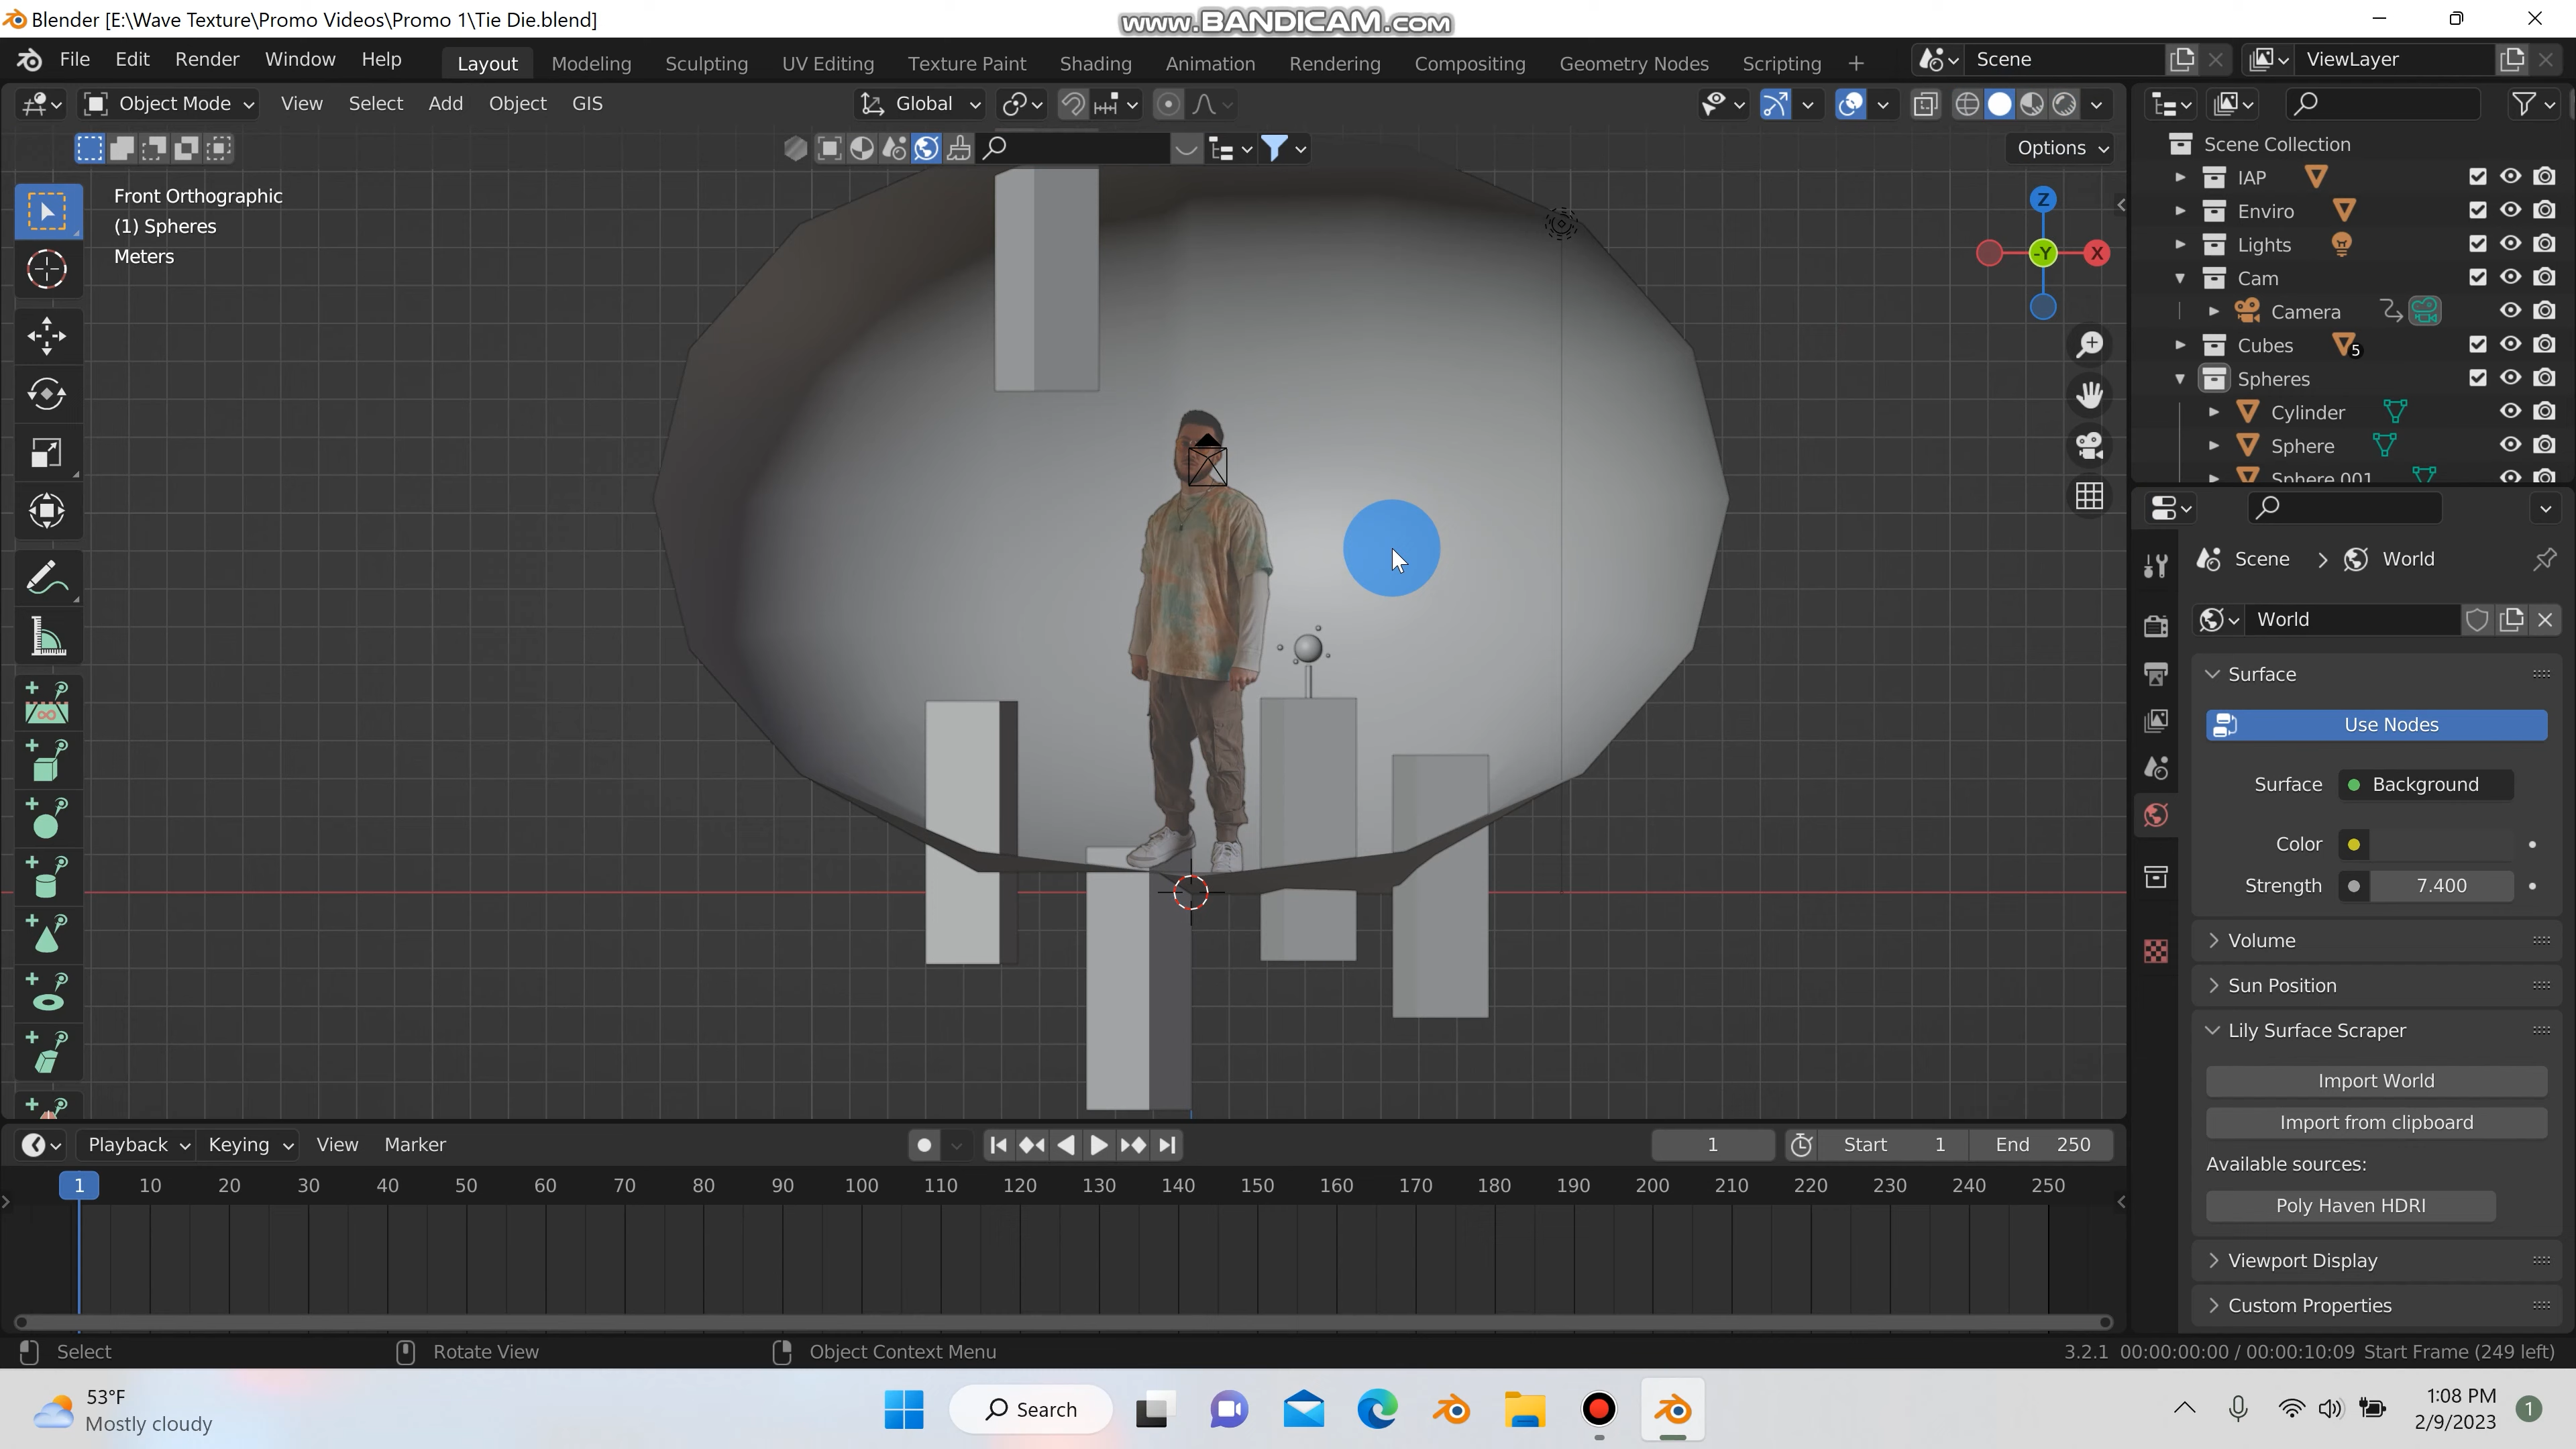 Blender [E:\Wave Texture\Promo Videos\Promo 1\Tie Die.blend]
www.BANDICAM.com
File Edit Render Window Help Layout Modeling Sculpting UV Editing Texture Paint Shading Animation Rendering Compositing Geometry Nodes Scripting + Scene ViewLayer
Object Mode View Select Add Object GIS Global
Options
Front Orthographic
(1) Spheres
Meters
Z
-Y
X
Scene Collection
IAP
Enviro
Lights
Cam
Camera
Cubes 5
Spheres
Cylinder
Sphere
Sphere.001
Scene > World
World
Surface
Use Nodes
Surface Background
Color
Strength 7.400
Volume
Sun Position
Lily Surface Scraper
Import World
Import from clipboard
Available sources:
Poly Haven HDRI
Viewport Display
Custom Properties
Playback Keying View Marker 1 Start 1 End 250
1 10 20 30 40 50 60 70 80 90 100 110 120 130 140 150 160 170 180 190 200 210 220 230 240 250
Select Rotate View Object Context Menu 3.2.1 00:00:00:00 / 00:00:10:09 Start Frame (249 left)
53°F
Mostly cloudy
Search
1:08 PM
2/9/2023
1